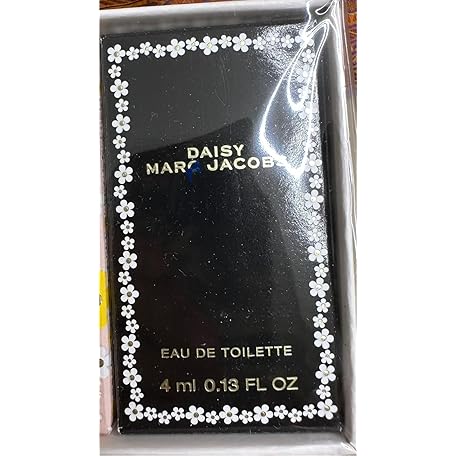 DAISY
MARC JACOBS
EAU DE TOILETTE
4 ml 0.13 FL OZ